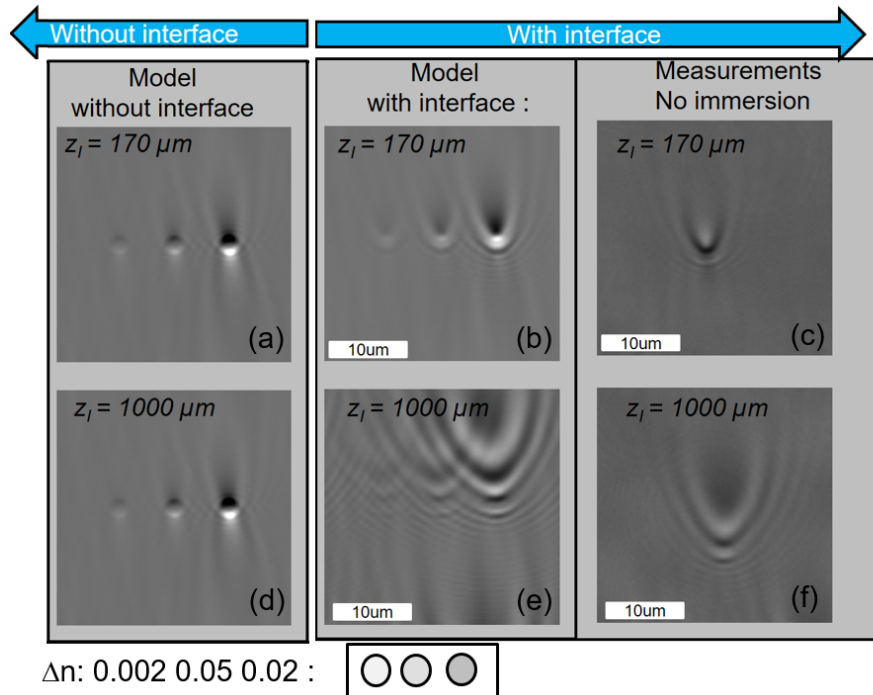 Without interface
With interface
Model
without interface
Model
with interface :
Measurements
No immersion
z_I = 170 µm
z_I = 170 µm
z_I = 170 µm
(a)
(b)
(c)
10um
z_I = 1000 µm
z_I = 1000 µm
z_I = 1000 µm
(d)
(e)
(f)
10um
10um
Δn: 0.002 0.05 0.02 :